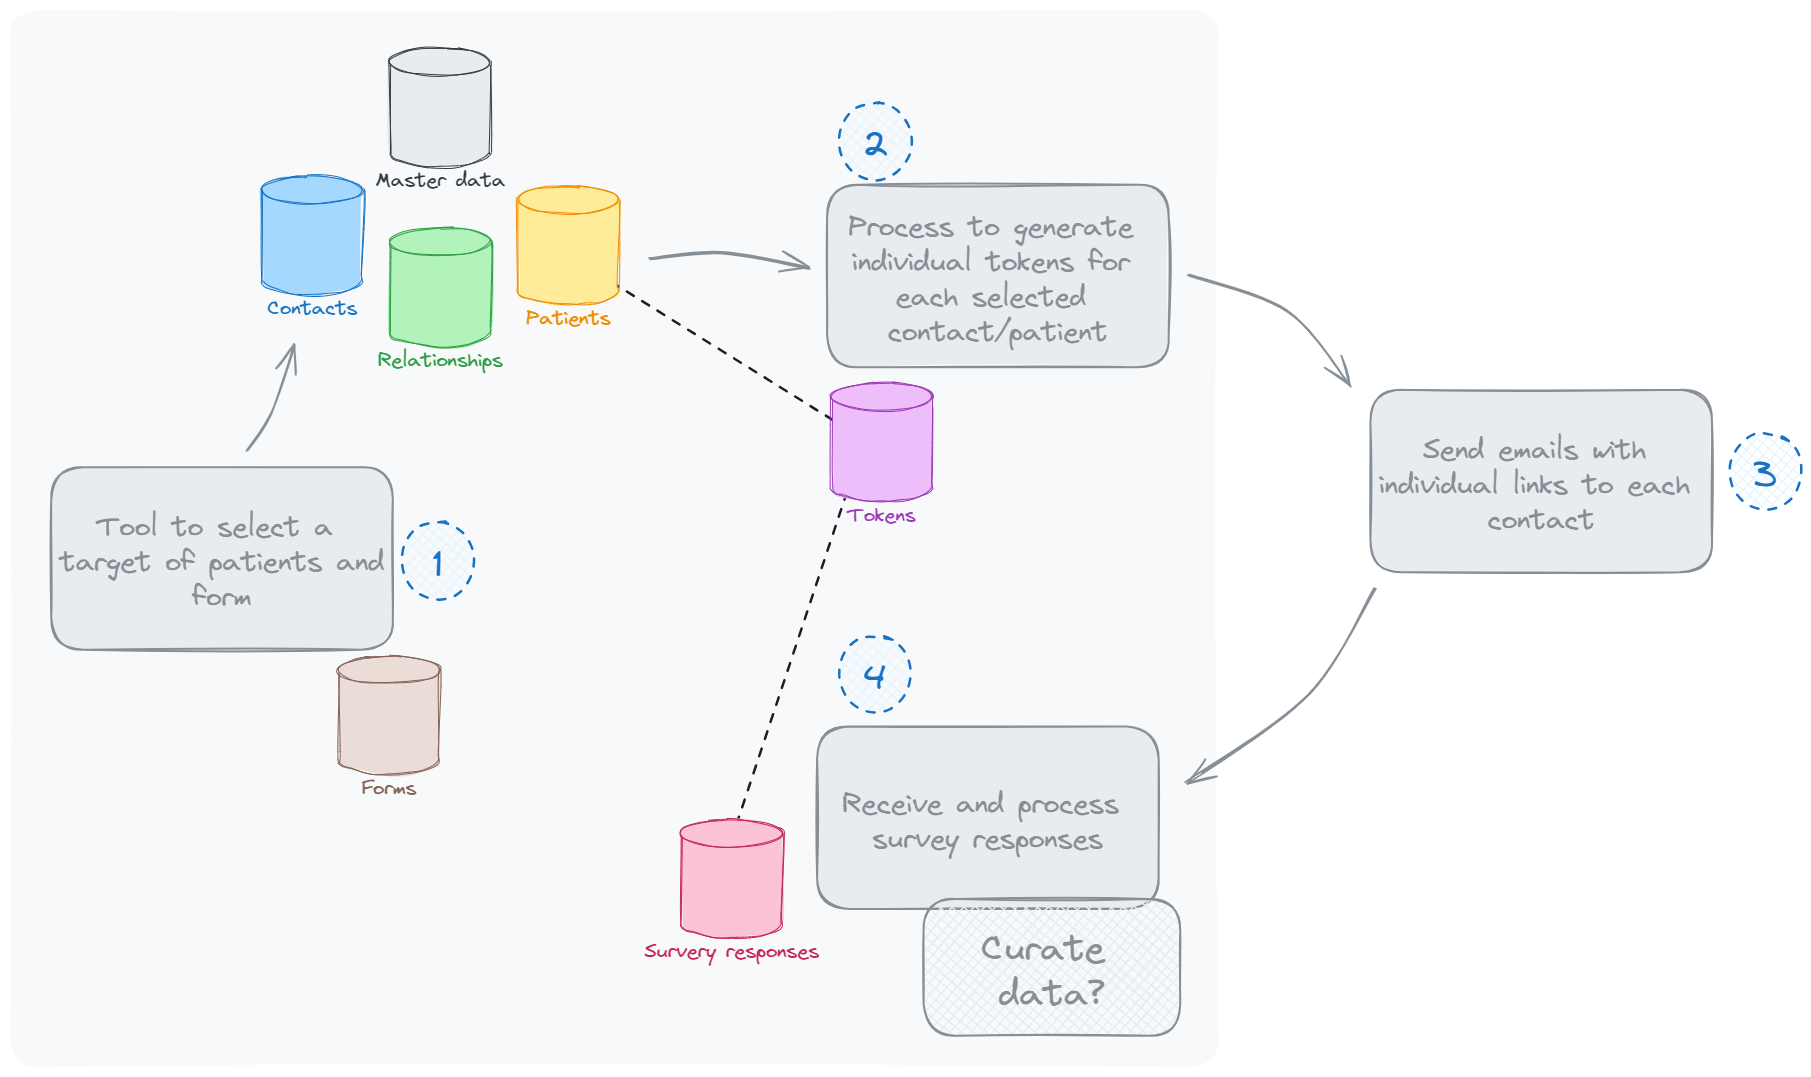 Master data
Contacts
Relationships
Patients
2
Process to generate
individual tokens for
each selected
contact/patient
Tokens
Send emails with
individual links to each
contact
3
Tool to select a
target of patients and
form
1
Forms
4
Receive and process
survey responses
Survery responses
Curate
data?